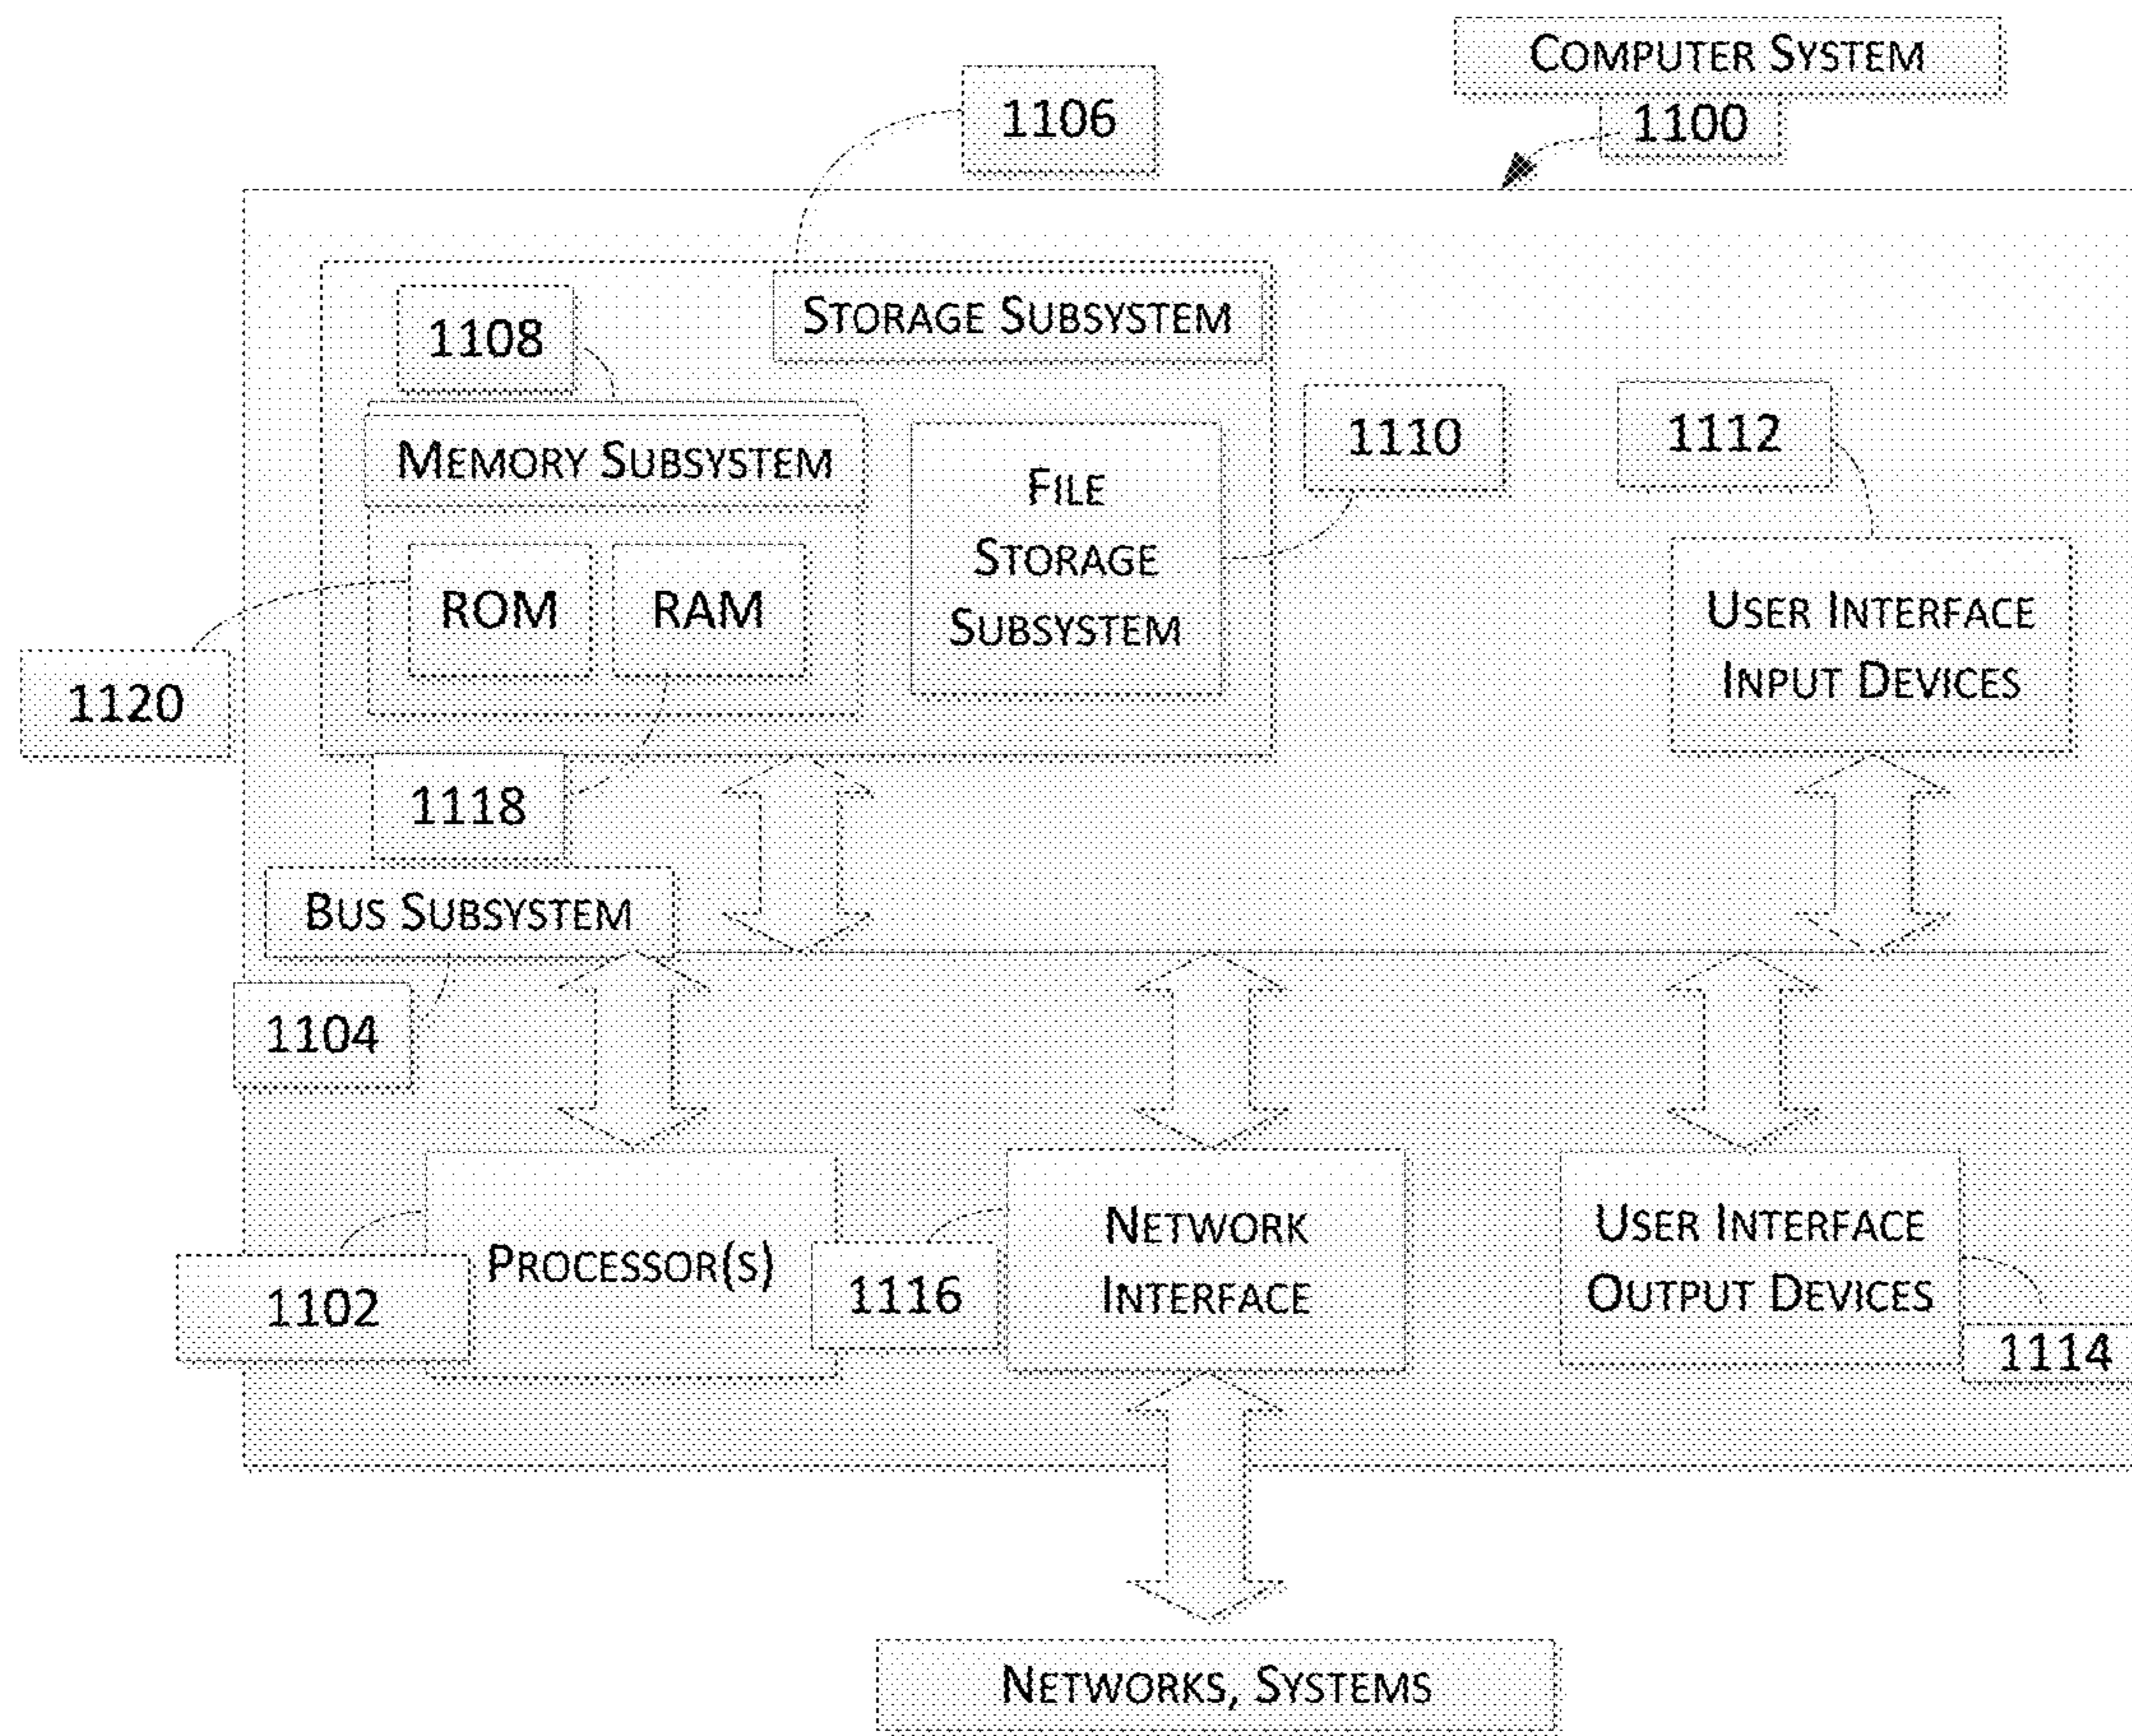 COMPUTER SYSTEM
1100
1106
STORAGE SUBSYSTEM
1108
MEMORY SUBSYSTEM
ROM
RAM
FILE
STORAGE
SUBSYSTEM
1110
1112
USER INTERFACE
INPUT DEVICES
1120
1118
BUS SUBSYSTEM
1104
PROCESSOR(S)
1102
1116
NETWORK
INTERFACE
USER INTERFACE
OUTPUT DEVICES
1114
NETWORKS, SYSTEMS